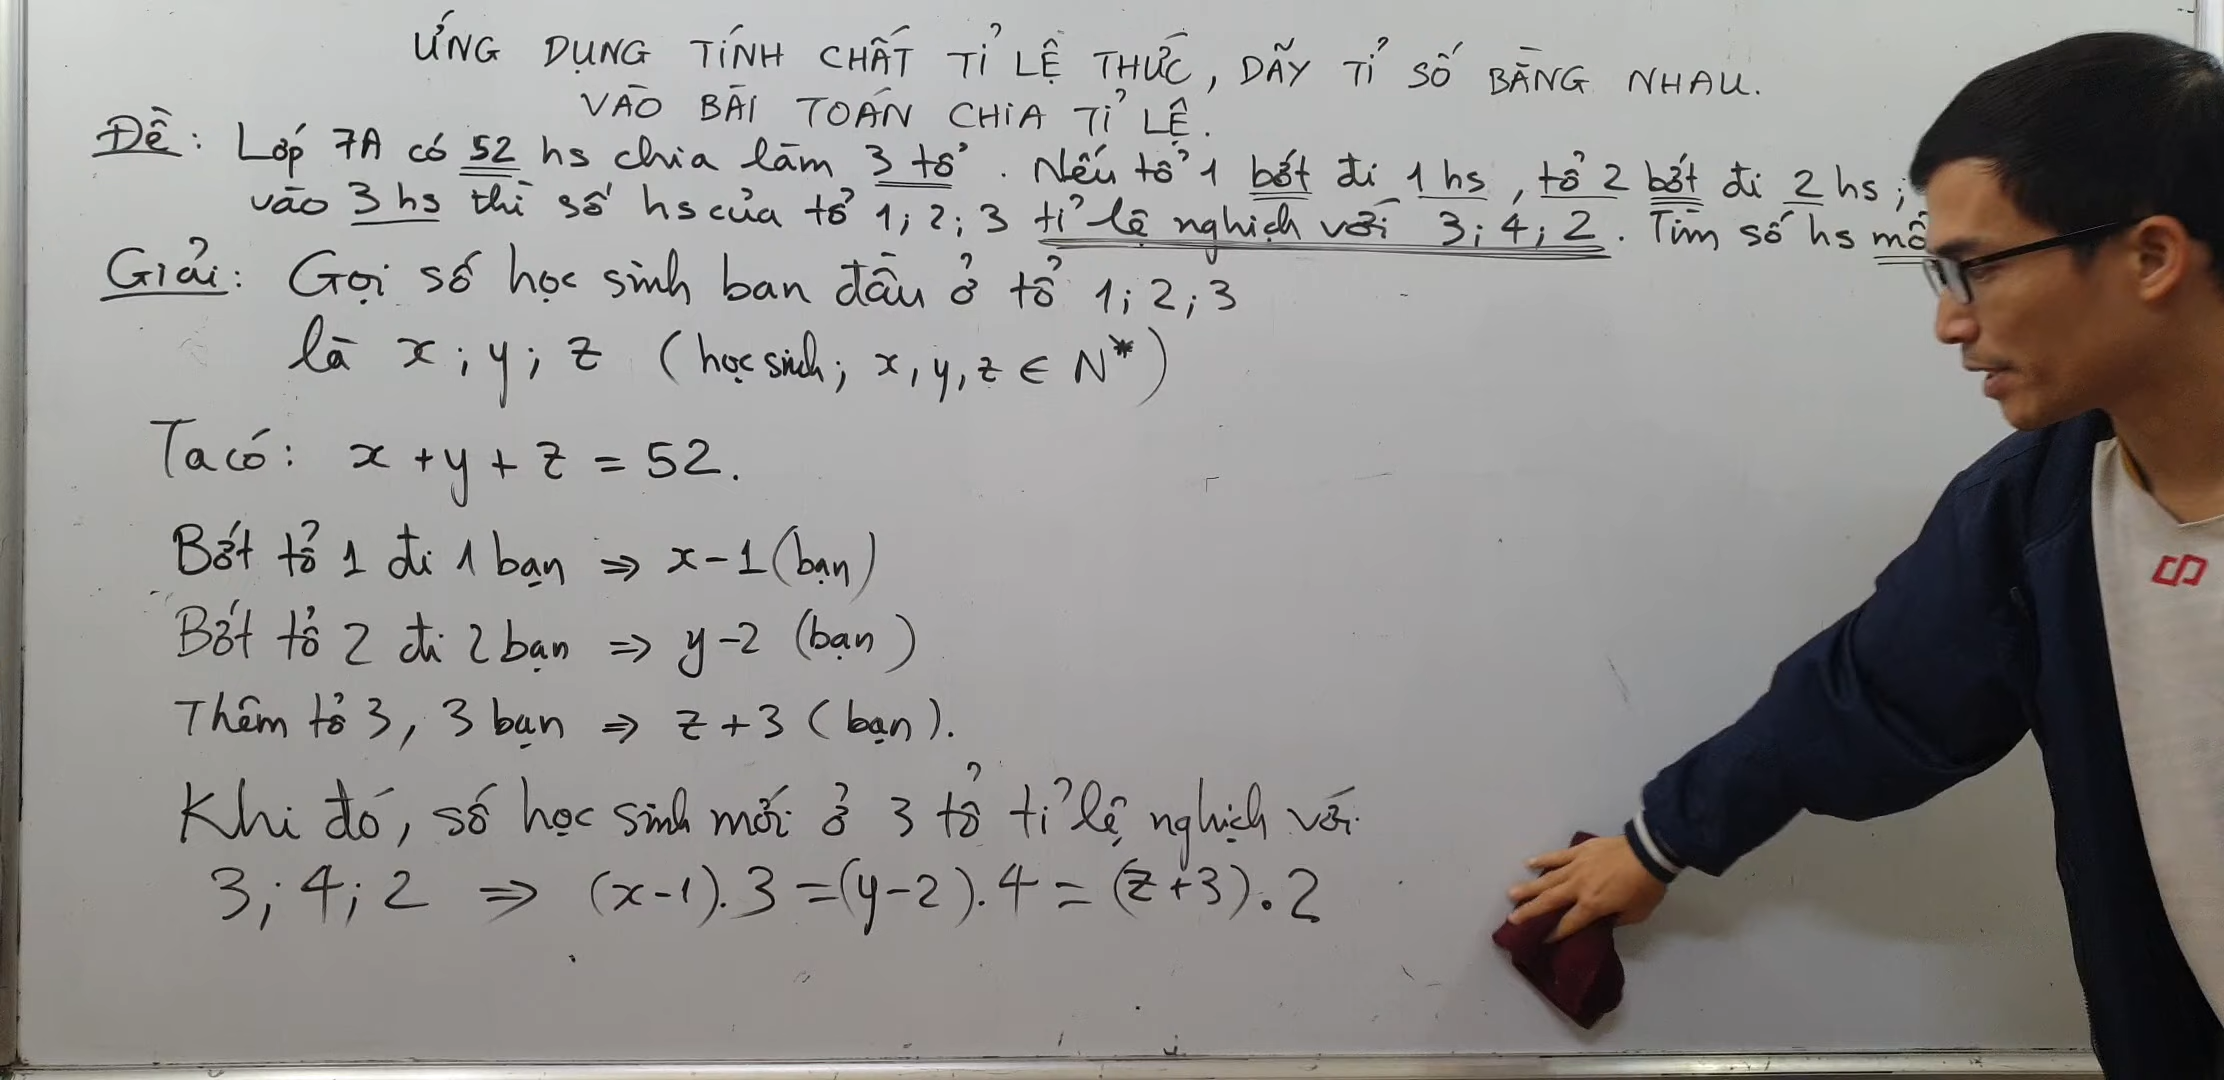 ỨNG DỤNG TÍNH CHẤT TỈ LỆ THỨC, DÃY TỈ SỐ BẰNG NHAU.
VÀO BÀI TOÁN CHIA TỈ LỆ.
Đề: Lớp 7A có 52 hs chia làm 3 tổ. Nếu tổ 1 bớt đi 1 hs, tổ 2 bớt đi 2 hs;
vào 3 hs thì số hs của tổ 1; 2; 3 tỉ lệ nghịch với 3; 4; 2. Tìm số hs
Giải: Gọi số học sinh ban đầu ở tổ 1; 2; 3
là x; y; z (học sinh; x, y, z ∈ N*)
Ta có: x + y + z = 52.
Bớt tổ 1 đi 1 bạn ⇒ x - 1 (bạn)
Bớt tổ 2 đi 2 bạn ⇒ y - 2 (bạn)
Thêm tổ 3, 3 bạn ⇒ z + 3 (bạn).
Khi đó, số học sinh mới ở 3 tổ tỉ lệ nghịch với
3; 4; 2 ⇒ (x - 1).3 = (y - 2).4 = (z + 3).2